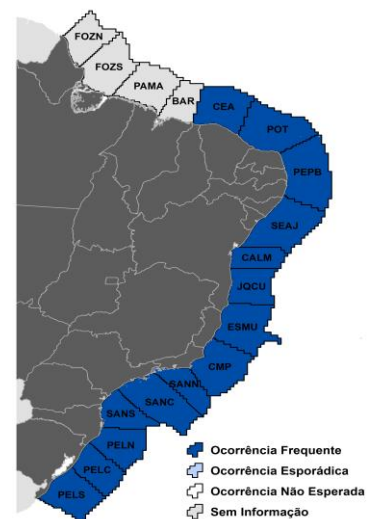 FOZN
FOZS
PAMA
BAR
CEA
POT
PEPB
SEAJ
CALM
JQCU
ESMU
CMP
SANN
SANC
SANS
PELN
PELC
PELS
Ocorrência Frequente
Ocorrência Esporádica
Ocorrência Não Esperada
Sem Informação